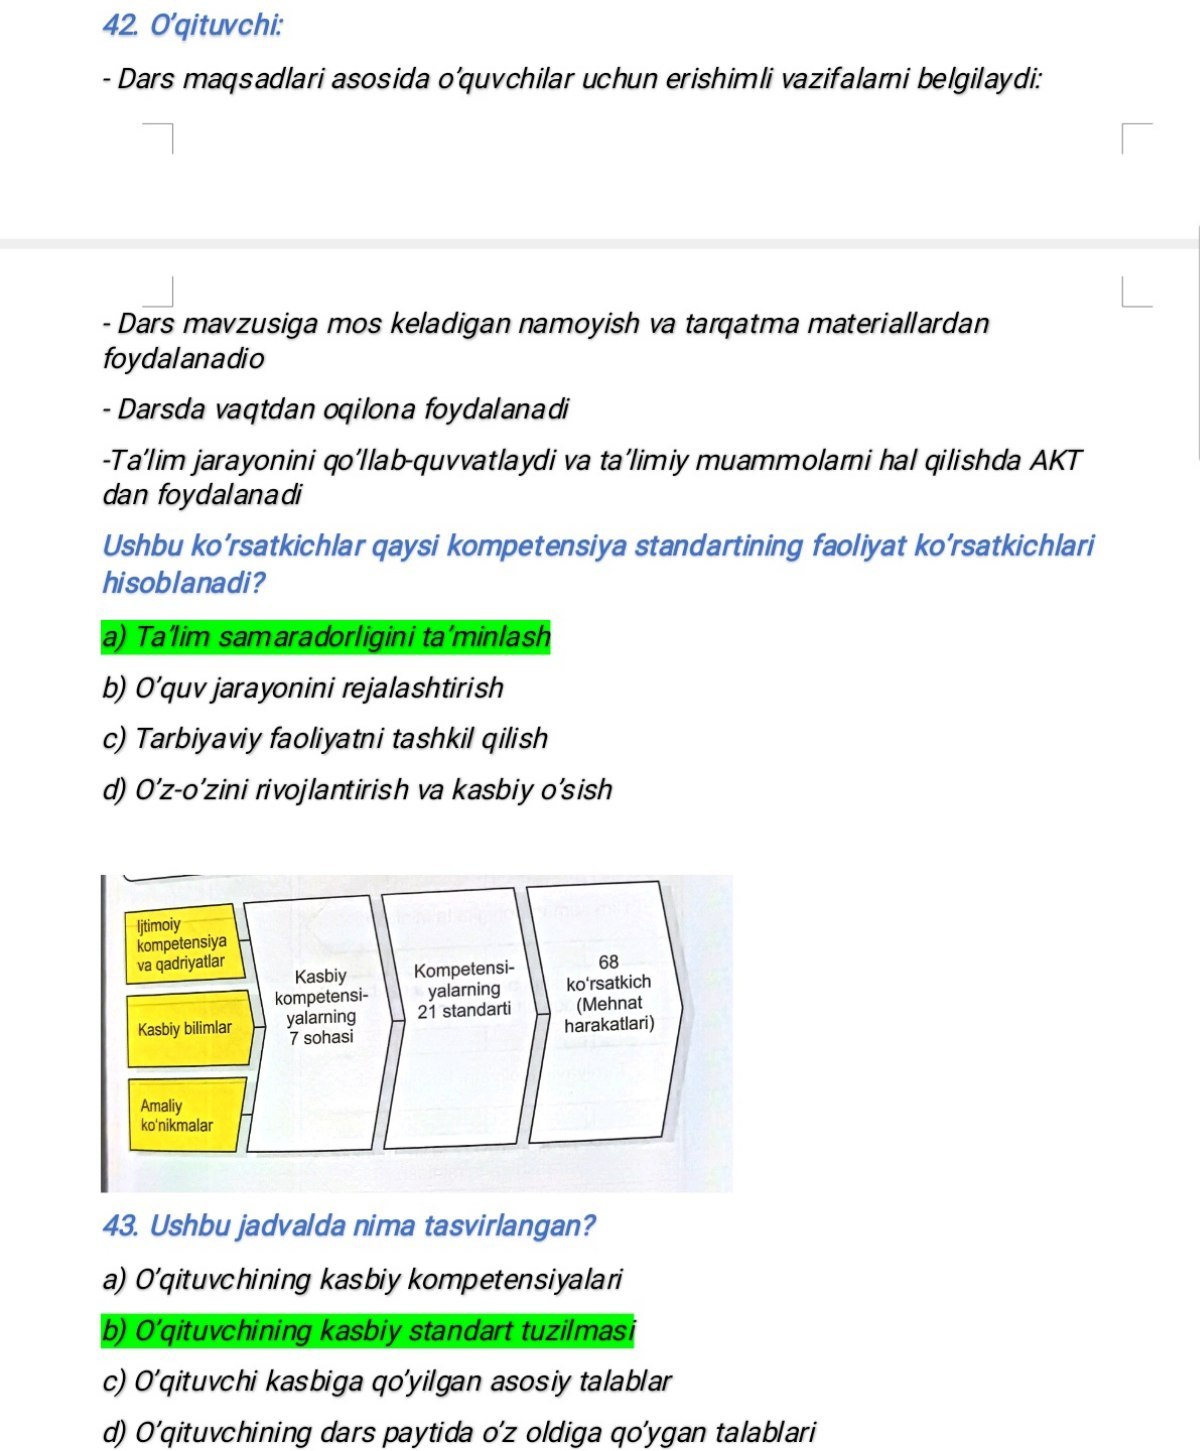 42. O'qituvchi:
- Dars maqsadlari asosida o'quvchilar uchun erishimli vazifalarni belgilaydi:
- Dars mavzusiga mos keladigan namoyish va tarqatma materiallardan
foydalanadio
- Darsda vaqtdan oqilona foydalanadi
-Ta'lim jarayonini qo'llab-quvvatlaydi va ta'limiy muammolarni hal qilishda AKT
dan foydalanadi
Ushbu ko'rsatkichlar qaysi kompetensiya standartining faoliyat ko'rsatkichlari
hisoblanadi?
a) Ta'lim samaradorligini ta'minlash
b) O'quv jarayonini rejalashtirish
c) Tarbiyaviy faoliyatni tashkil qilish
d) O'z-o'zini rivojlantirish va kasbiy o'sish
Ijtimoiy
kompetensiya
va qadriyatlar
Kasbiy bilimlar
Amaliy
ko'nikmalar
Kasbiy
kompetensi-
yalarning
7 sohasi
Kompetensi-
yalarning
21 standarti
68
ko'rsatkich
(Mehnat
harakatlari)
43. Ushbu jadvalda nima tasvirlangan?
a) O'qituvchining kasbiy kompetensiyalari
b) O'qituvchining kasbiy standart tuzilmasi
c) O'qituvchi kasbiga qo'yilgan asosiy talablar
d) O'qituvchining dars paytida o'z oldiga qo'ygan talablari